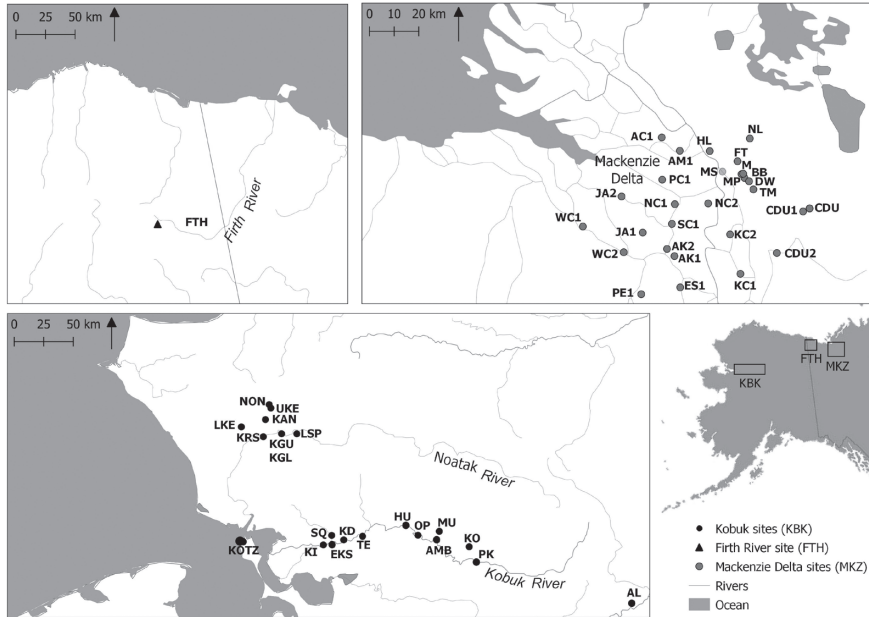 0 25 50 km
FTH
Firth River
0 10 20 km
AC1
HL
NL
AM1
FT
Mackenzie
Delta
MS
M
BB
MP
DW
PC1
TM
JA2
NC1
NC2
CDU1
CDU
WC1
SC1
JA1
KC2
WC2
AK2
AK1
CDU2
PE1
ES1
KC1
0 25 50 km
NON
UKE
KAN
LKE
KRS
KGU
LSP
KGL
Noatak River
HU
OP
MU
SQ
KD
KOTZ
KI
EKS
TE
AMB
KO
PK
Kobuk River
AL
FTH
MKZ
KBK
Kobuk sites (KBK)
Firth River site (FTH)
Mackenzie Delta sites (MKZ)
Rivers
Ocean